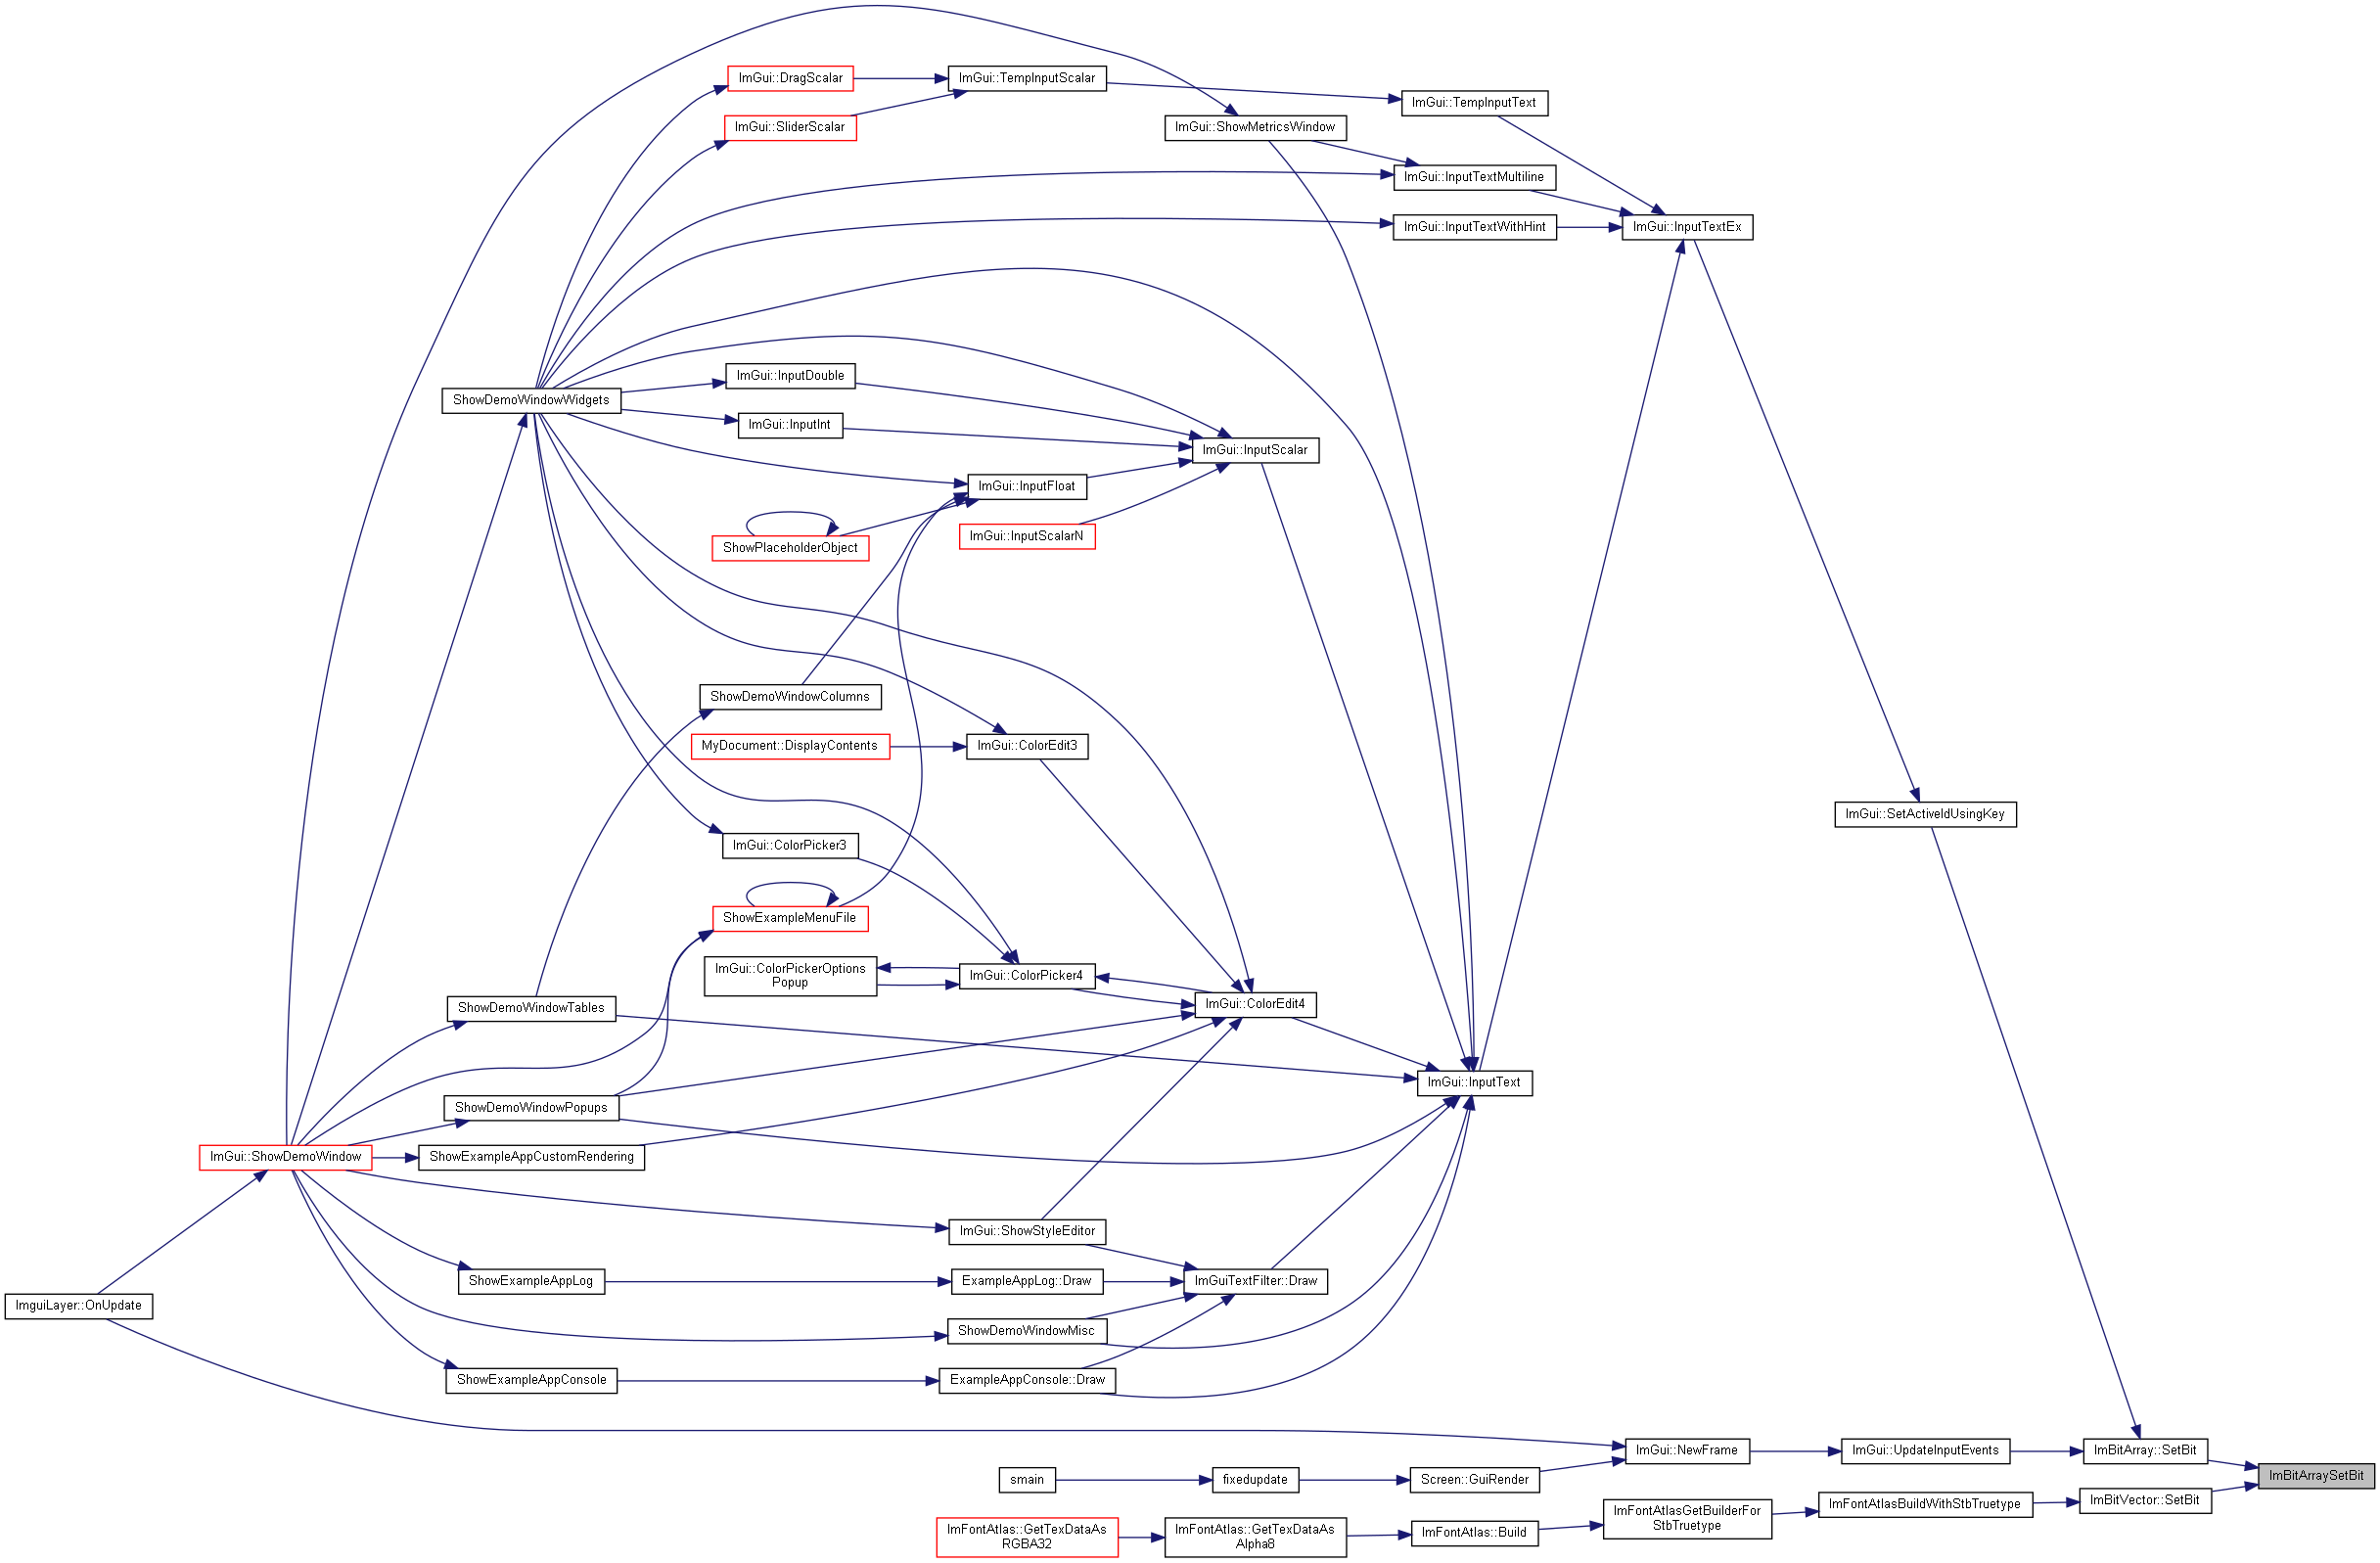 ImGui::DragScalar
ImGui::TempInputScalar
ImGui::TempInputText
ImGui::SliderScalar
ImGui::ShowMetricsWindow
ImGui::InputTextMultiline
ImGui::InputTextWithHint
ImGui::InputTextEx
ImGui::InputDouble
ShowDemoWindowWidgets
ImGui::InputInt
ImGui::InputScalar
ImGui::InputFloat
ImGui::InputScalarN
ShowPlaceholderObject
ShowDemoWindowColumns
MyDocument::DisplayContents
ImGui::ColorEdit3
ImGui::SetActiveIdUsingKey
ImGui::ColorPicker3
ShowExampleMenuFile
ImGui::ColorPickerOptions
Popup
ImGui::ColorPicker4
ShowDemoWindowTables
ImGui::ColorEdit4
ImGui::InputText
ShowDemoWindowPopups
ImGui::ShowDemoWindow
ShowExampleAppCustomRendering
ImGui::ShowStyleEditor
ShowExampleAppLog
ExampleAppLog::Draw
ImGuiTextFilter::Draw
ImguiLayer::OnUpdate
ShowDemoWindowMisc
ShowExampleAppConsole
ExampleAppConsole::Draw
ImGui::NewFrame
ImGui::UpdateInputEvents
ImBitArray::SetBit
ImBitArraySetBit
smain
fixedupdate
Screen::GuiRender
ImBitVector::SetBit
ImFontAtlasBuildWithStbTruetype
ImFontAtlasGetBuilderFor
StbTruetype
ImFontAtlas::Build
ImFontAtlas::GetTexDataAs
Alpha8
ImFontAtlas::GetTexDataAs
RGBA32